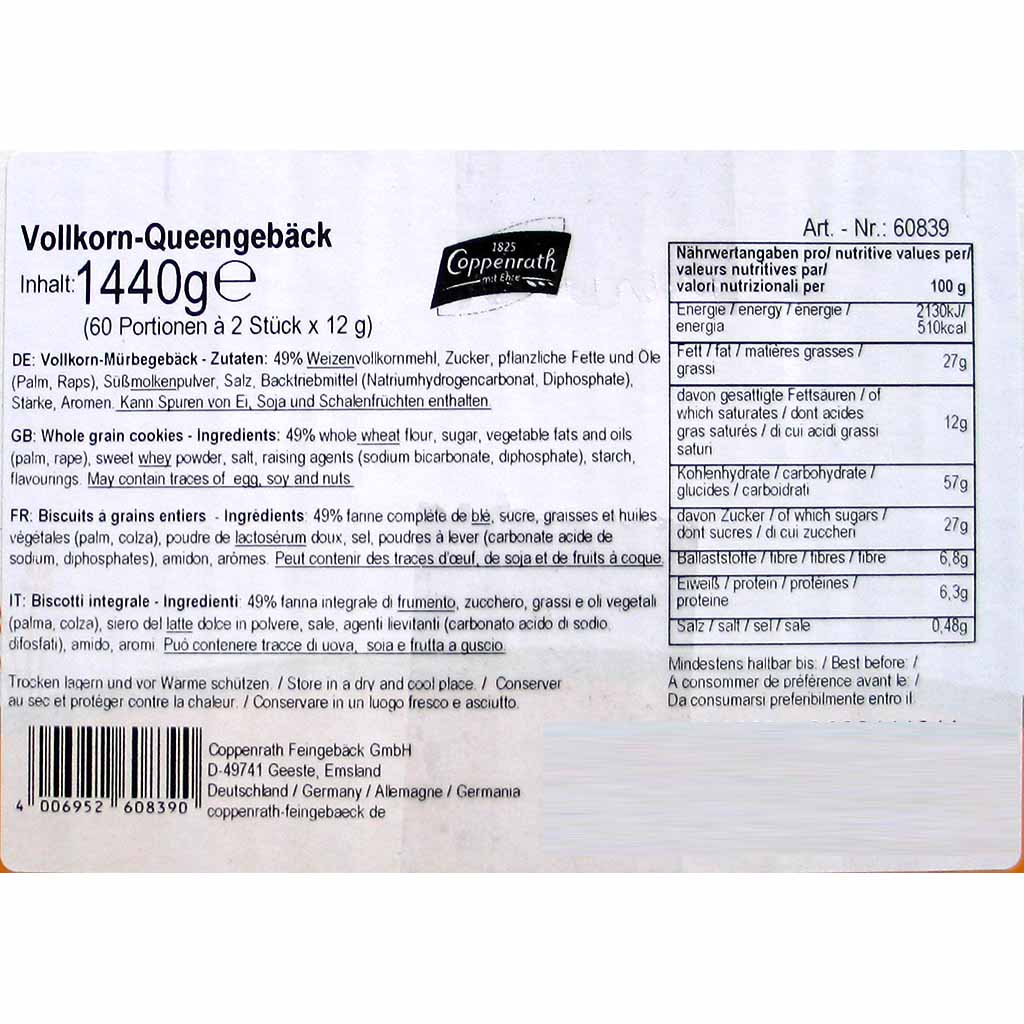 Vollkorn-Queengebäck
Inhalt: 1440g e
(60 Portionen à 2 Stück x 12 g)
1825
Coppenrath
mit Ehre
DE: Vollkorn-Mürbegebäck - Zutaten: 49% Weizenvollkornmehl, Zucker, pflanzliche Fette und Öle
(Palm, Raps), Süßmolkenpulver, Salz, Backtriebmittel (Natriumhydrogencarbonat, Diphosphate),
Stärke, Aromen. Kann Spuren von Ei, Soja und Schalenfrüchten enthalten.
GB: Whole grain cookies - Ingredients: 49% whole wheat flour, sugar, vegetable fats and oils
(palm, rape), sweet whey powder, salt, raising agents (sodium bicarbonate, diphosphate), starch,
flavourings. May contain traces of egg, soy and nuts.
FR: Biscuits à grains entiers - Ingrédients: 49% farine complète de blé, sucre, graisses et huiles
végétales (palm, colza), poudre de lactosérum doux, sel, poudres à lever (carbonate acide de
sodium, diphosphates), amidon, arômes. Peut contenir des traces d'œuf, de soja et de fruits à coque.
IT: Biscotti integrale - Ingredienti: 49% farina integrale di frumento, zucchero, grassi e oli vegetali
(palma, colza), siero del latte dolce in polvere, sale, agenti lievitanti (carbonato acido di sodio,
difosfati), amido, aromi. Può contenere tracce di uova, soia e frutta a guscio.
Trocken lagern und vor Wärme schützen. / Store in a dry and cool place. / Conserver
au sec et protéger contre la chaleur. / Conservare in un luogo fresco e asciutto.
4 006952 608390
Coppenrath Feingebäck GmbH
D-49741 Geeste, Emsland
Deutschland / Germany / Allemagne / Germania
coppenrath-feingebaeck.de
Art. - Nr.: 60839
Nährwertangaben pro/ nutritive values per/
valeurs nutritives par/
valori nutrizionali per 100 g
Energie / energy / énergie / 2130kJ/
energia 510kcal
Fett / fat / matières grasses / 27g
grassi
davon gesättigte Fettsäuren / of
which saturates / dont acides 12g
gras saturés / di cui acidi grassi
saturi
Kohlenhydrate / carbohydrate / 57g
glucides / carboidrati
davon Zucker / of which sugars / 27g
dont sucres / di cui zuccheri
Ballaststoffe / fibre / fibres / fibre 6,8g
Eiweiß / protein / protéines / 6,3g
proteine
Salz / salt / sel / sale 0,48g
Mindestens haltbar bis: / Best before: /
A consommer de préférence avant le: /
Da consumarsi preferibilmente entro il: